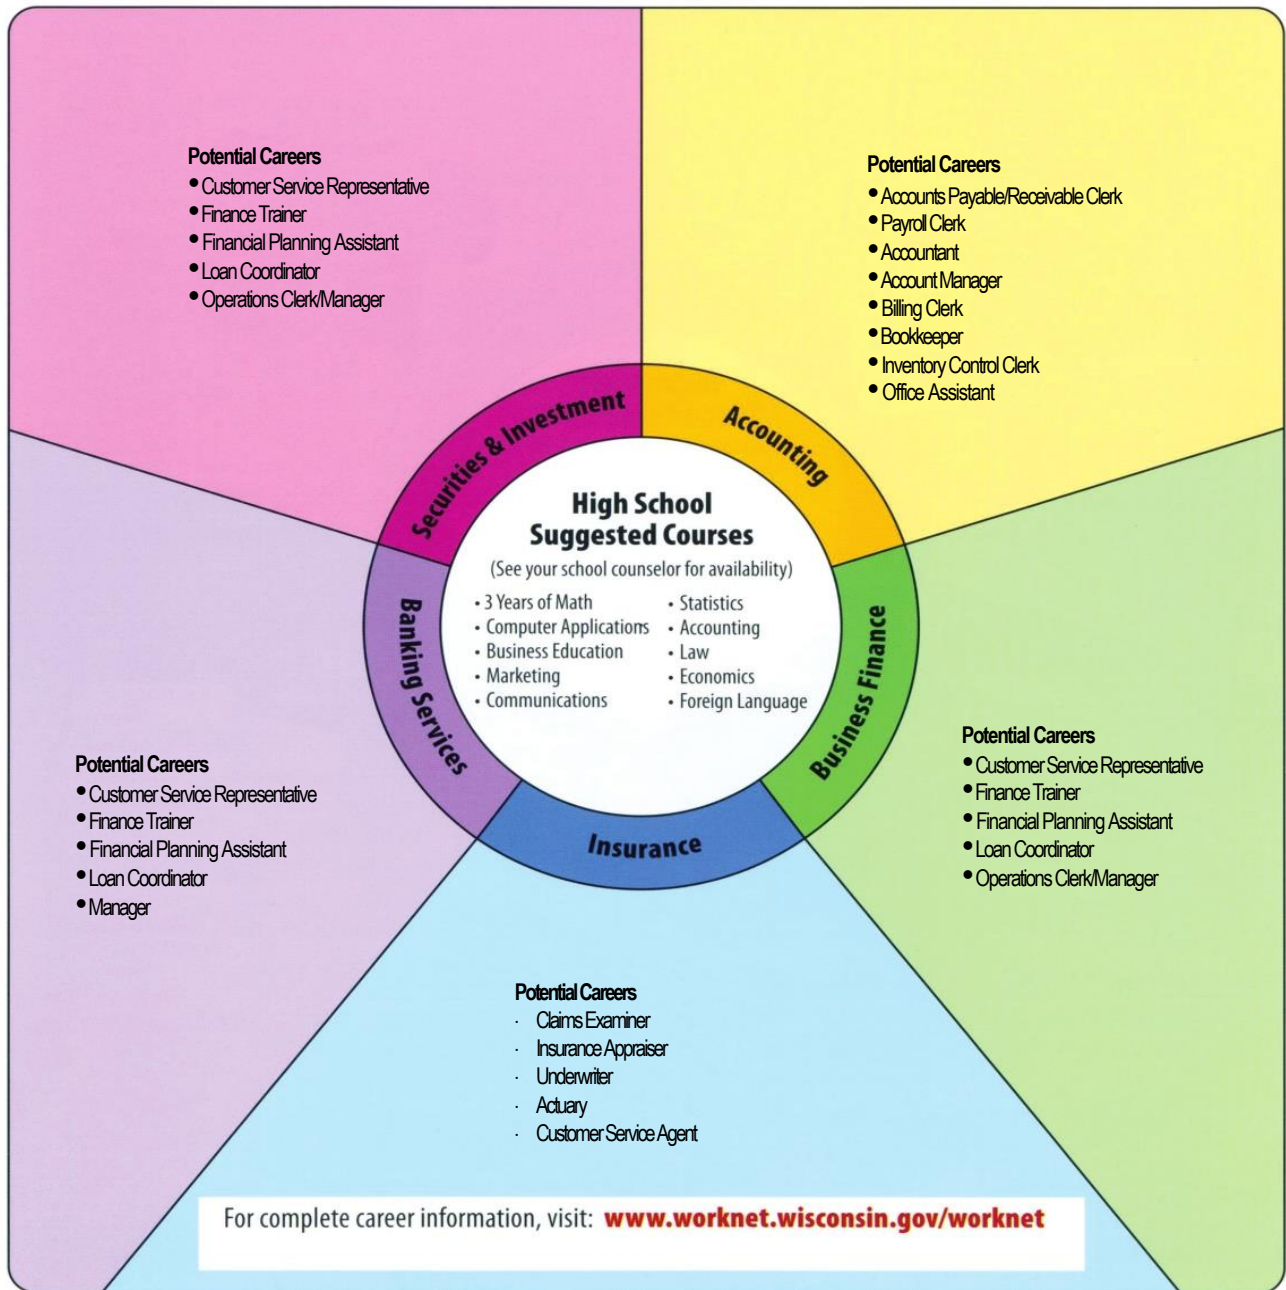 Potential Careers
• Customer Service Representative
• Finance Trainer
• Financial Planning Assistant
• Loan Coordinator
• Operations Clerk/Manager
Potential Careers
• Accounts Payable/Receivable Clerk
• Payroll Clerk
• Accountant
• Account Manager
• Billing Clerk
• Bookkeeper
• Inventory Control Clerk
• Office Assistant
Securities & Investment
Accounting
High School
Suggested Courses
(See your school counselor for availability)
• 3 Years of Math
• Computer Applications
• Business Education
• Marketing
• Communications
• Statistics
• Accounting
• Law
• Economics
• Foreign Language
Banking Services
Business Finance
Insurance
Potential Careers
• Customer Service Representative
• Finance Trainer
• Financial Planning Assistant
• Loan Coordinator
• Manager
Potential Careers
• Customer Service Representative
• Finance Trainer
• Financial Planning Assistant
• Loan Coordinator
• Operations Clerk/Manager
Potential Careers
· Claims Examiner
· Insurance Appraiser
· Underwriter
· Actuary
· Customer Service Agent
For complete career information, visit: www.worknet.wisconsin.gov/worknet